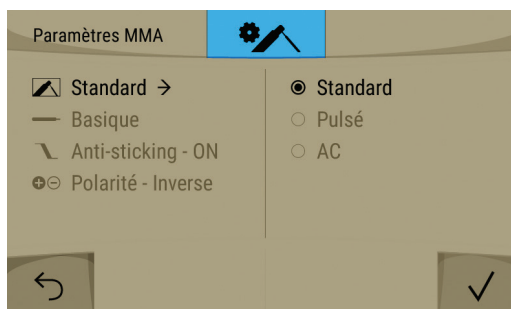 Paramètres MMA
Standard →
Basique
Anti-sticking - ON
Polarité - Inverse
Standard
Pulsé
AC